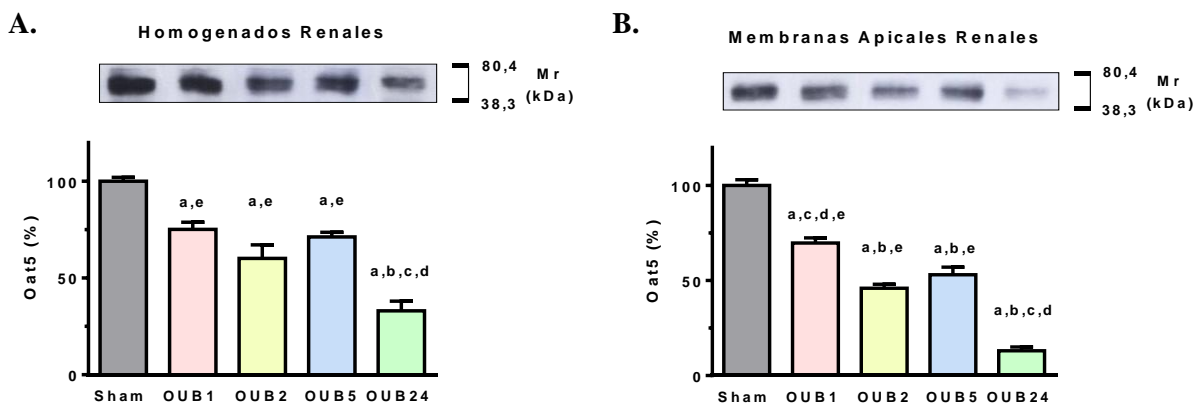 A.
Homogenados Renales
80,4
Mr
(kDa)
38,3
Oat5 (%)
100
50
0
a,e
a,e
a,e
a,b,c,d
Sham OUB1 OUB2 OUB5 OUB24
B.
Membranas Apicales Renales
80,4
Mr
(kDa)
38,3
Oat5 (%)
100
50
0
a,c,d,e
a,b,e
a,b,e
a,b,c,d
Sham OUB1 OUB2 OUB5 OUB24